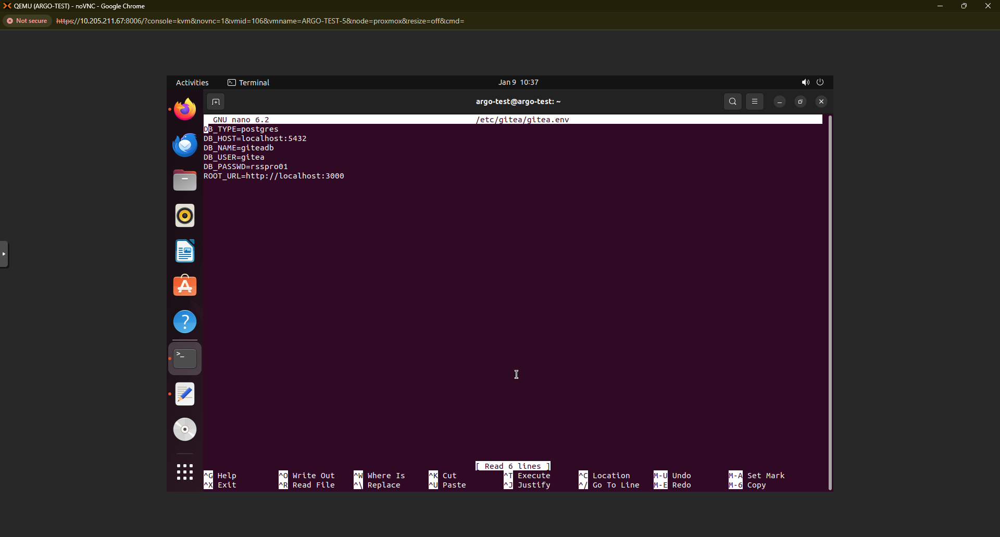 QEMU (ARGO-TEST) - noVNC - Google Chrome
Not secure https://10.205.211.67:8006/?console=kvm&novnc=1&vmid=106&vmname=ARGO-TEST-5&node=proxmox&resize=off&cmd=
Activities Terminal Jan 9 10:37
argo-test@argo-test: ~
GNU nano 6.2 /etc/gitea/gitea.env
DB_TYPE=postgres
DB_HOST=localhost:5432
DB_NAME=giteadb
DB_USER=gitea
DB_PASSWD=rsspro01
ROOT_URL=http://localhost:3000
[ Read 6 lines ]
^G Help ^O Write Out ^W Where Is ^K Cut ^T Execute ^C Location M-U Undo M-A Set Mark
^X Exit ^R Read File ^\ Replace ^U Paste ^J Justify ^/ Go To Line M-E Redo M-6 Copy